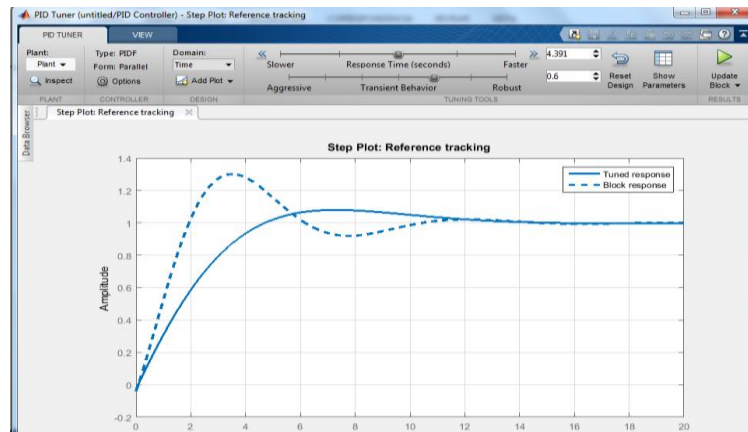 PID Tuner (untitled/PID Controller) - Step Plot: Reference tracking
PID TUNER
VIEW
Plant:
Plant
Inspect
PLANT
Type: PIDF
Form: Parallel
Options
CONTROLLER
Domain:
Time
Add Plot
DESIGN
Slower
Response Time (seconds)
Faster
4.391
Aggressive
Transient Behavior
Robust
0.6
TUNING TOOLS
Reset
Design
Show
Parameters
Update
Block
RESULTS
Data Browser
Step Plot: Reference tracking
Step Plot: Reference tracking
Tuned response
Block response
Amplitude
1.4
1.2
1
0.8
0.6
0.4
0.2
0
-0.2
0 2 4 6 8 10 12 14 16 18 20